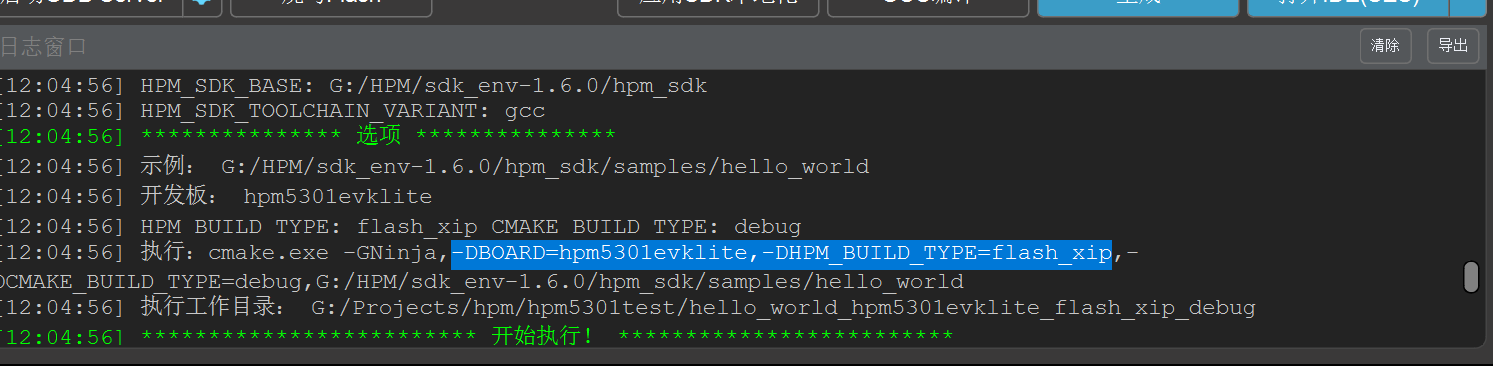 清除
导出
日志窗口
[12:04:56] HPM_SDK_BASE: G:/HPM/sdk_env-1.6.0/hpm_sdk
[12:04:56] HPM_SDK_TOOLCHAIN_VARIANT: gcc
[12:04:56] *************** 选项 ***************
[12:04:56] 示例: G:/HPM/sdk_env-1.6.0/hpm_sdk/samples/hello_world
[12:04:56] 开发板: hpm5301evklite
[12:04:56] HPM BUILD TYPE: flash_xip CMAKE BUILD TYPE: debug
[12:04:56] 执行: cmake.exe -GNinja,-DBOARD=hpm5301evklite,-DHPM_BUILD_TYPE=flash_xip,-
DCMAKE_BUILD_TYPE=debug,G:/HPM/sdk_env-1.6.0/hpm_sdk/samples/hello_world
[12:04:56] 执行工作目录: G:/Projects/hpm/hpm5301test/hello_world_hpm5301evklite_flash_xip_debug
[12:04:56] ************************* 开始执行! *************************